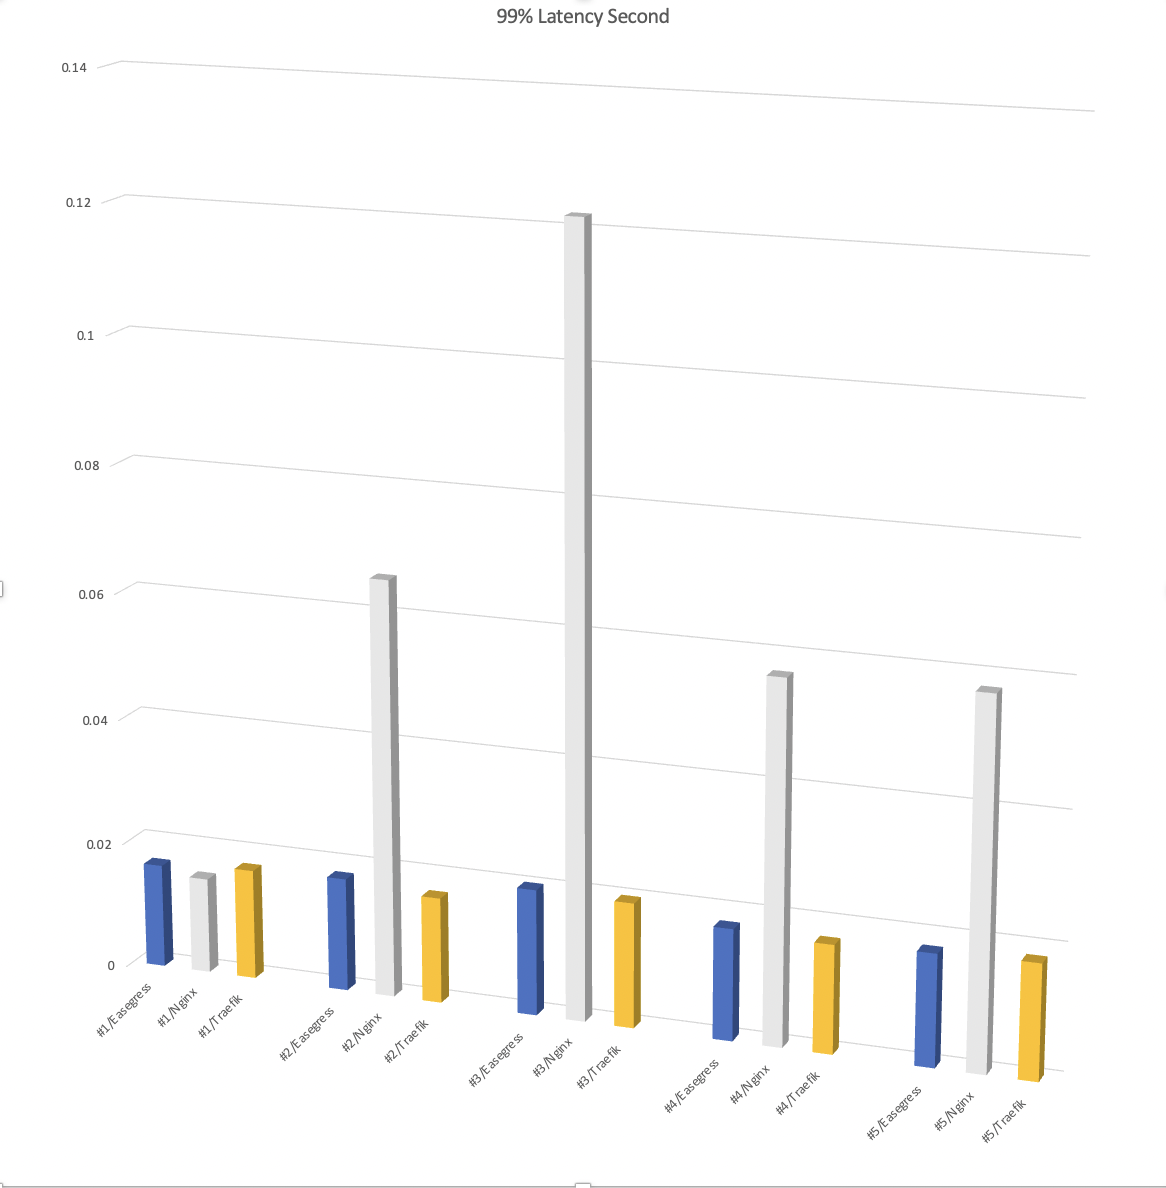 99% Latency Second
0.14
0.12
0.1
0.08
0.06
0.04
0.02
0
#1/Easegress
#1/Nginx
#1/Traefik
#2/Easegress
#2/Nginx
#2/Traefik
#3/Easegress
#3/Nginx
#3/Traefik
#4/Easegress
#4/Nginx
#4/Traefik
#5/Easegress
#5/Nginx
#5/Traefik